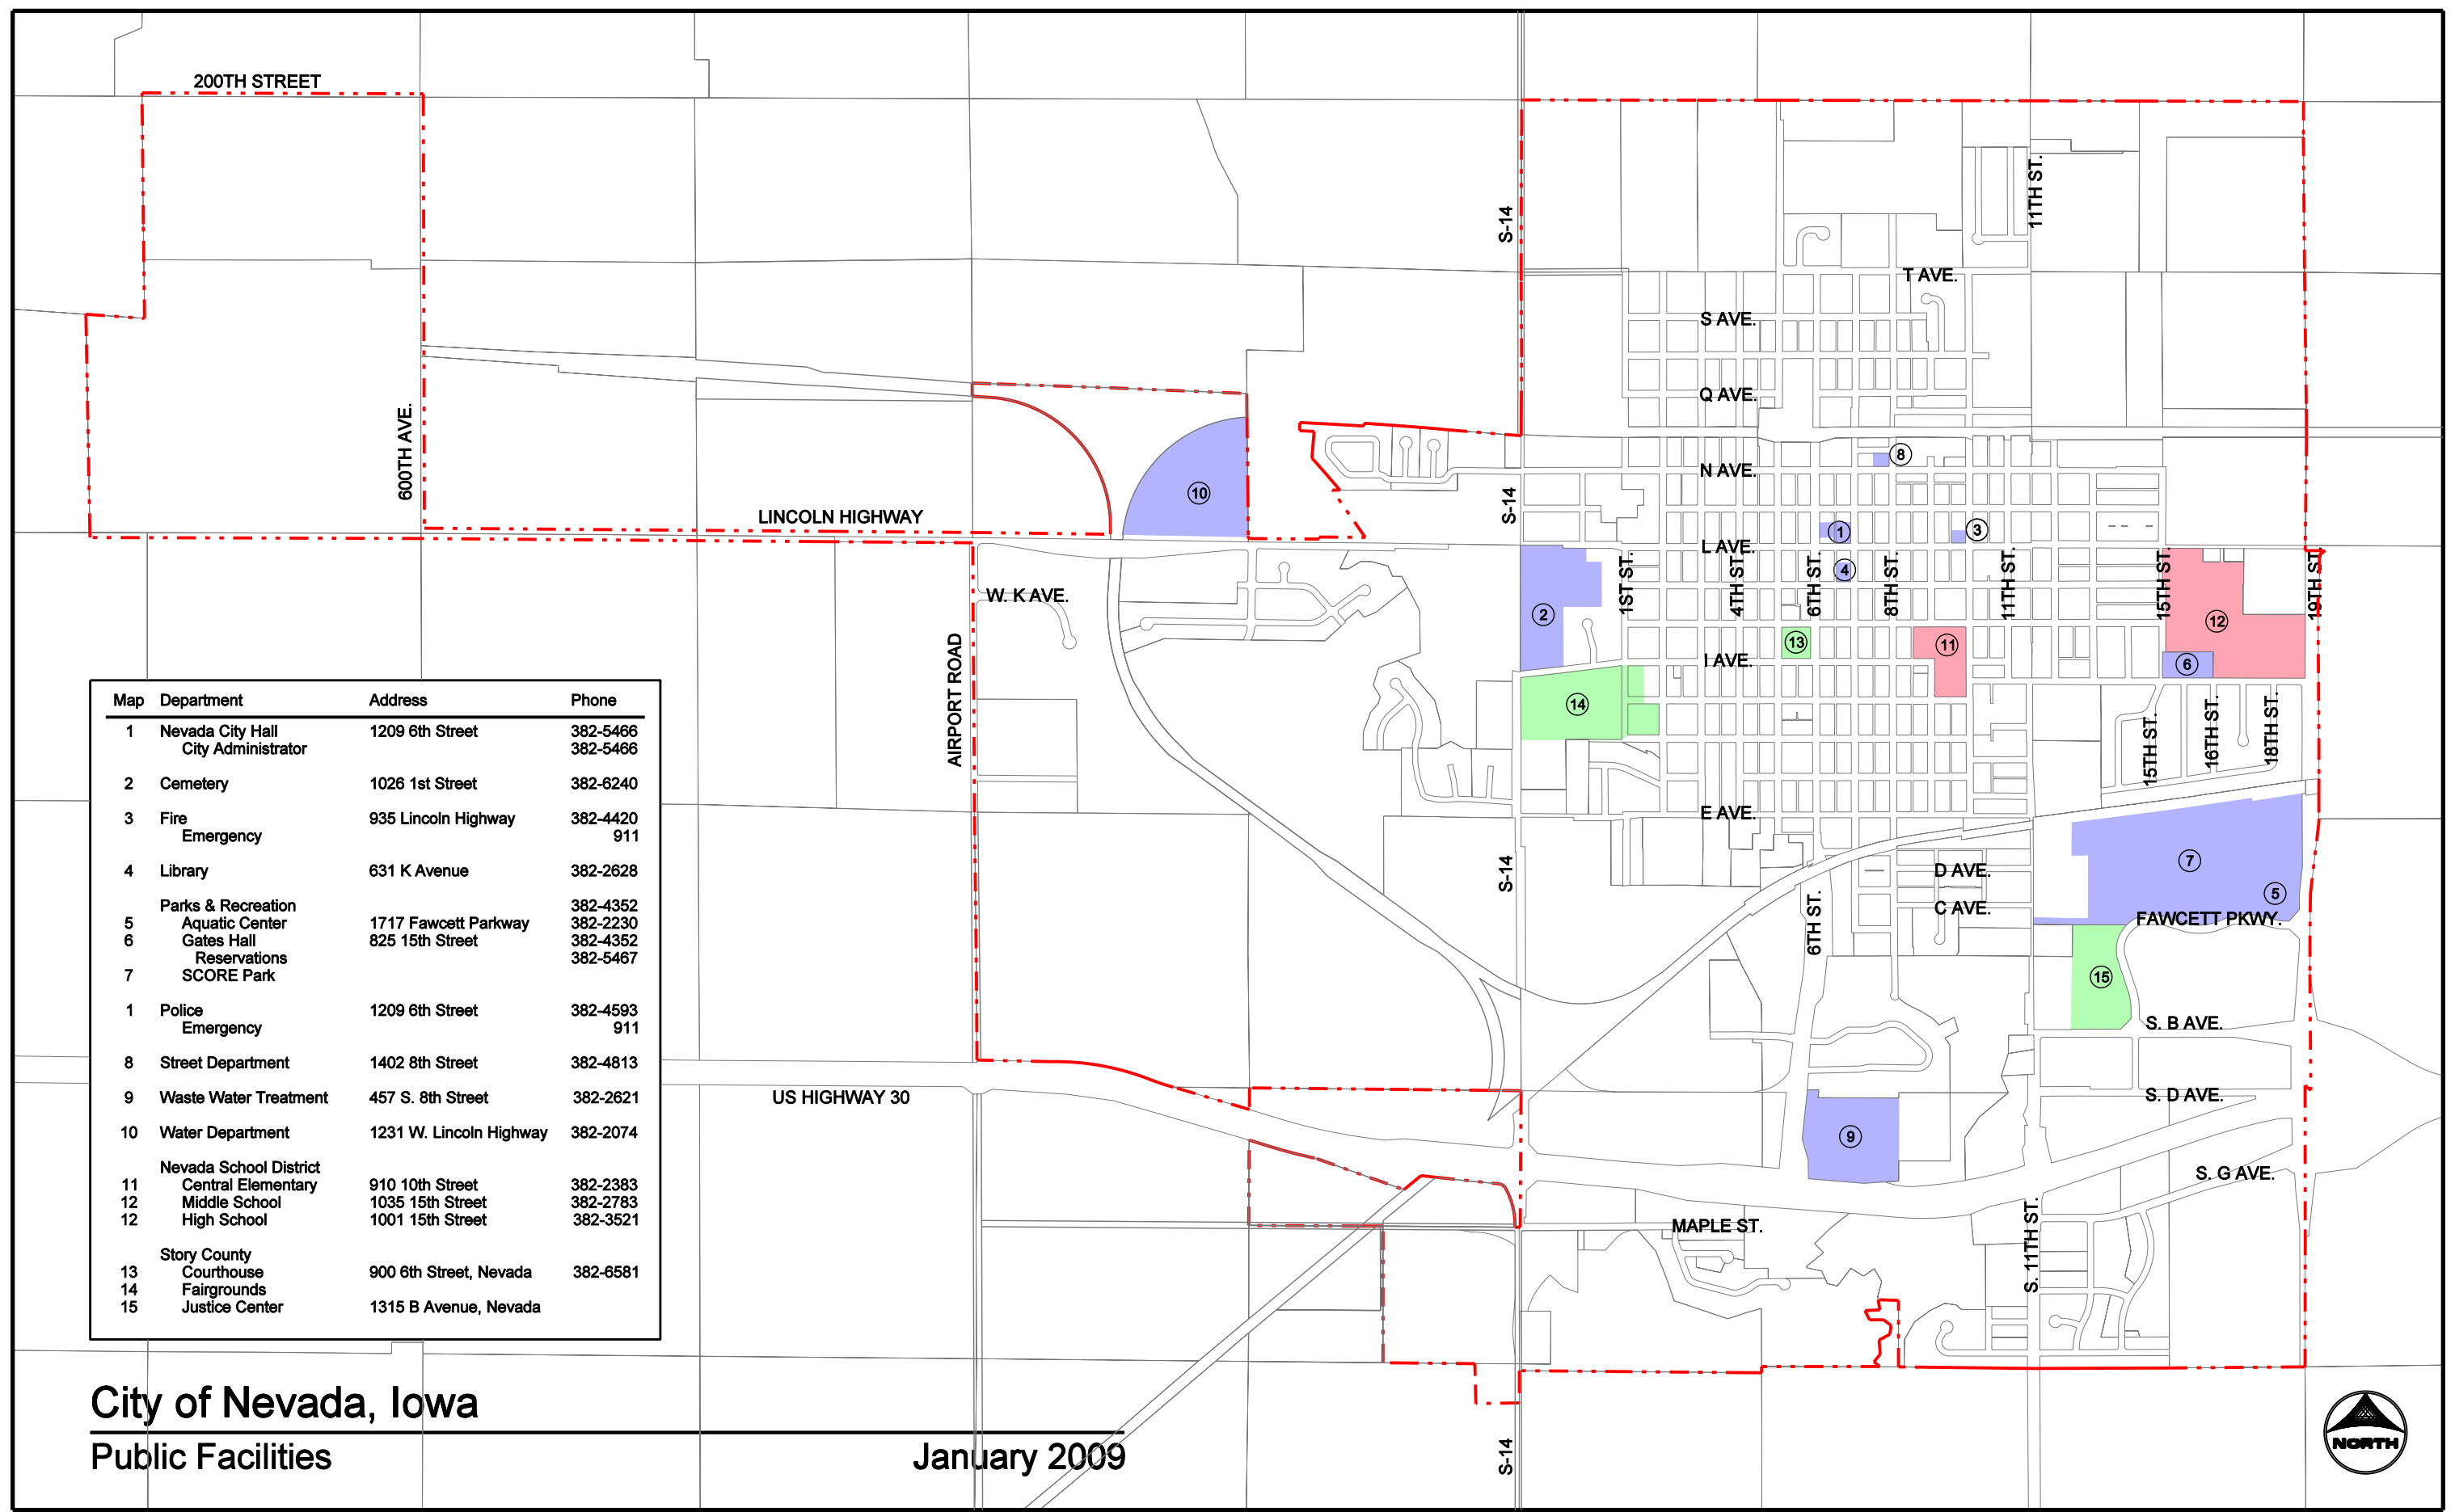 200TH STREET
11TH ST.
S-14
T AVE.
S AVE.
Q AVE.
600TH AVE.
8
N AVE.
10
S-14
LINCOLN HIGHWAY
1
3
L AVE.
4
1ST ST.
4TH ST.
6TH ST.
8TH ST.
11TH ST.
15TH ST.
19TH ST.
W. K AVE.
2
12
13
11
I AVE.
6
AIRPORT ROAD
14
15TH ST.
16TH ST.
18TH ST.
E AVE.
S-14
7
D AVE.
5
C AVE.
6TH ST.
FAWCETT PKWY.
15
S. B AVE.
US HIGHWAY 30
S. D AVE.
9
S. G AVE.
MAPLE ST.
S. 11TH ST.
S-14
Map Department Address Phone
1 Nevada City Hall 1209 6th Street 382-5466
City Administrator 382-5466
2 Cemetery 1026 1st Street 382-6240
3 Fire 935 Lincoln Highway 382-4420
Emergency 911
4 Library 631 K Avenue 382-2628
Parks & Recreation 382-4352
5 Aquatic Center 1717 Fawcett Parkway 382-2230
6 Gates Hall 825 15th Street 382-4352
Reservations 382-5467
7 SCORE Park
1 Police 1209 6th Street 382-4593
Emergency 911
8 Street Department 1402 8th Street 382-4813
9 Waste Water Treatment 457 S. 8th Street 382-2621
10 Water Department 1231 W. Lincoln Highway 382-2074
Nevada School District
11 Central Elementary 910 10th Street 382-2383
12 Middle School 1035 15th Street 382-2783
12 High School 1001 15th Street 382-3521
Story County
13 Courthouse 900 6th Street, Nevada 382-6581
14 Fairgrounds
15 Justice Center 1315 B Avenue, Nevada
City of Nevada, Iowa
Public Facilities January 2009
NORTH